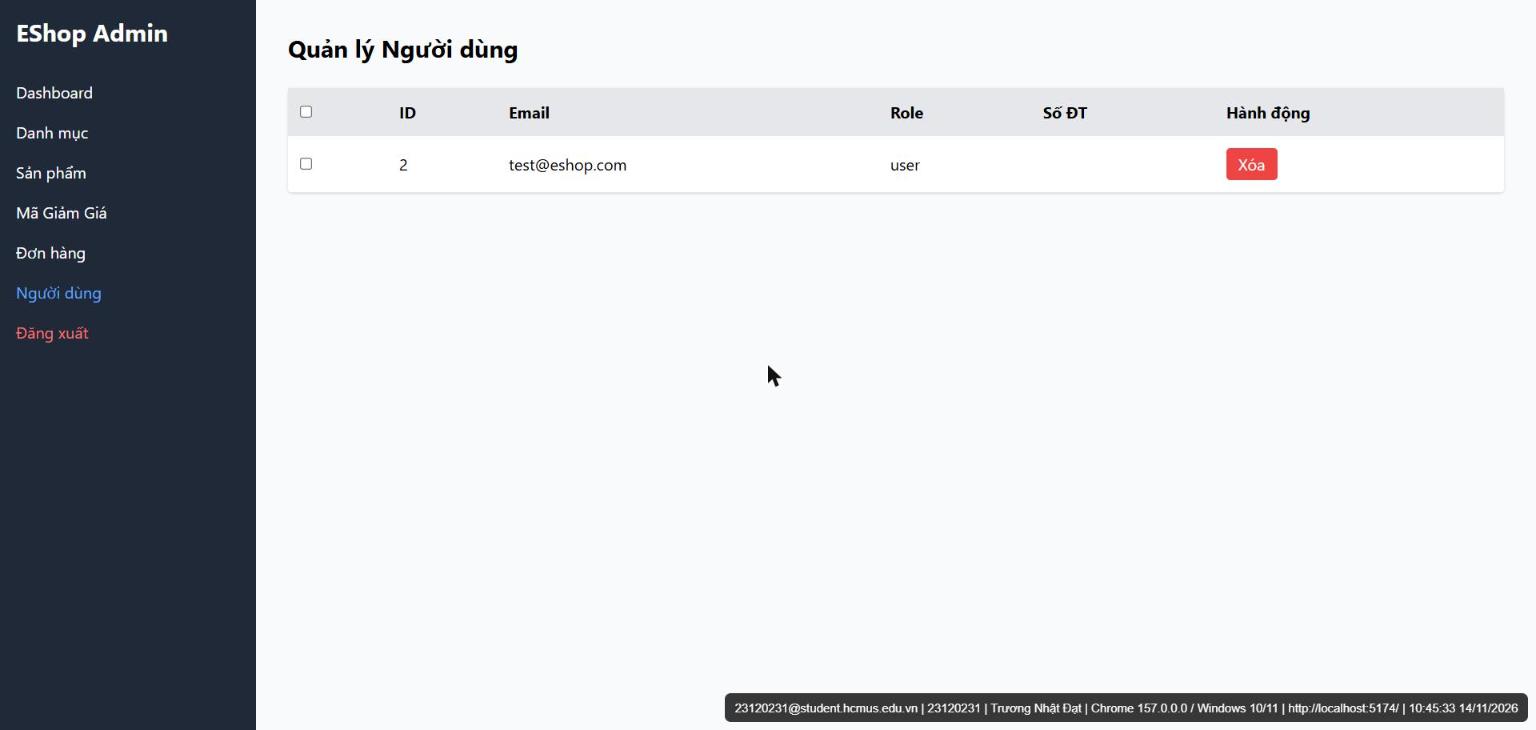 EShop Admin
Dashboard
Danh mục
Sản phẩm
Mã Giảm Giá
Đơn hàng
Người dùng
Đăng xuất
Quản lý Người dùng
ID Email Role Số ĐT Hành động
2 test@eshop.com user Xóa
23120231@student.hcmus.edu.vn | 23120231 | Trương Nhật Đạt | Chrome 157.0.0.0 / Windows 10/11 | http://localhost:5174/ | 10:45:33 14/11/2026